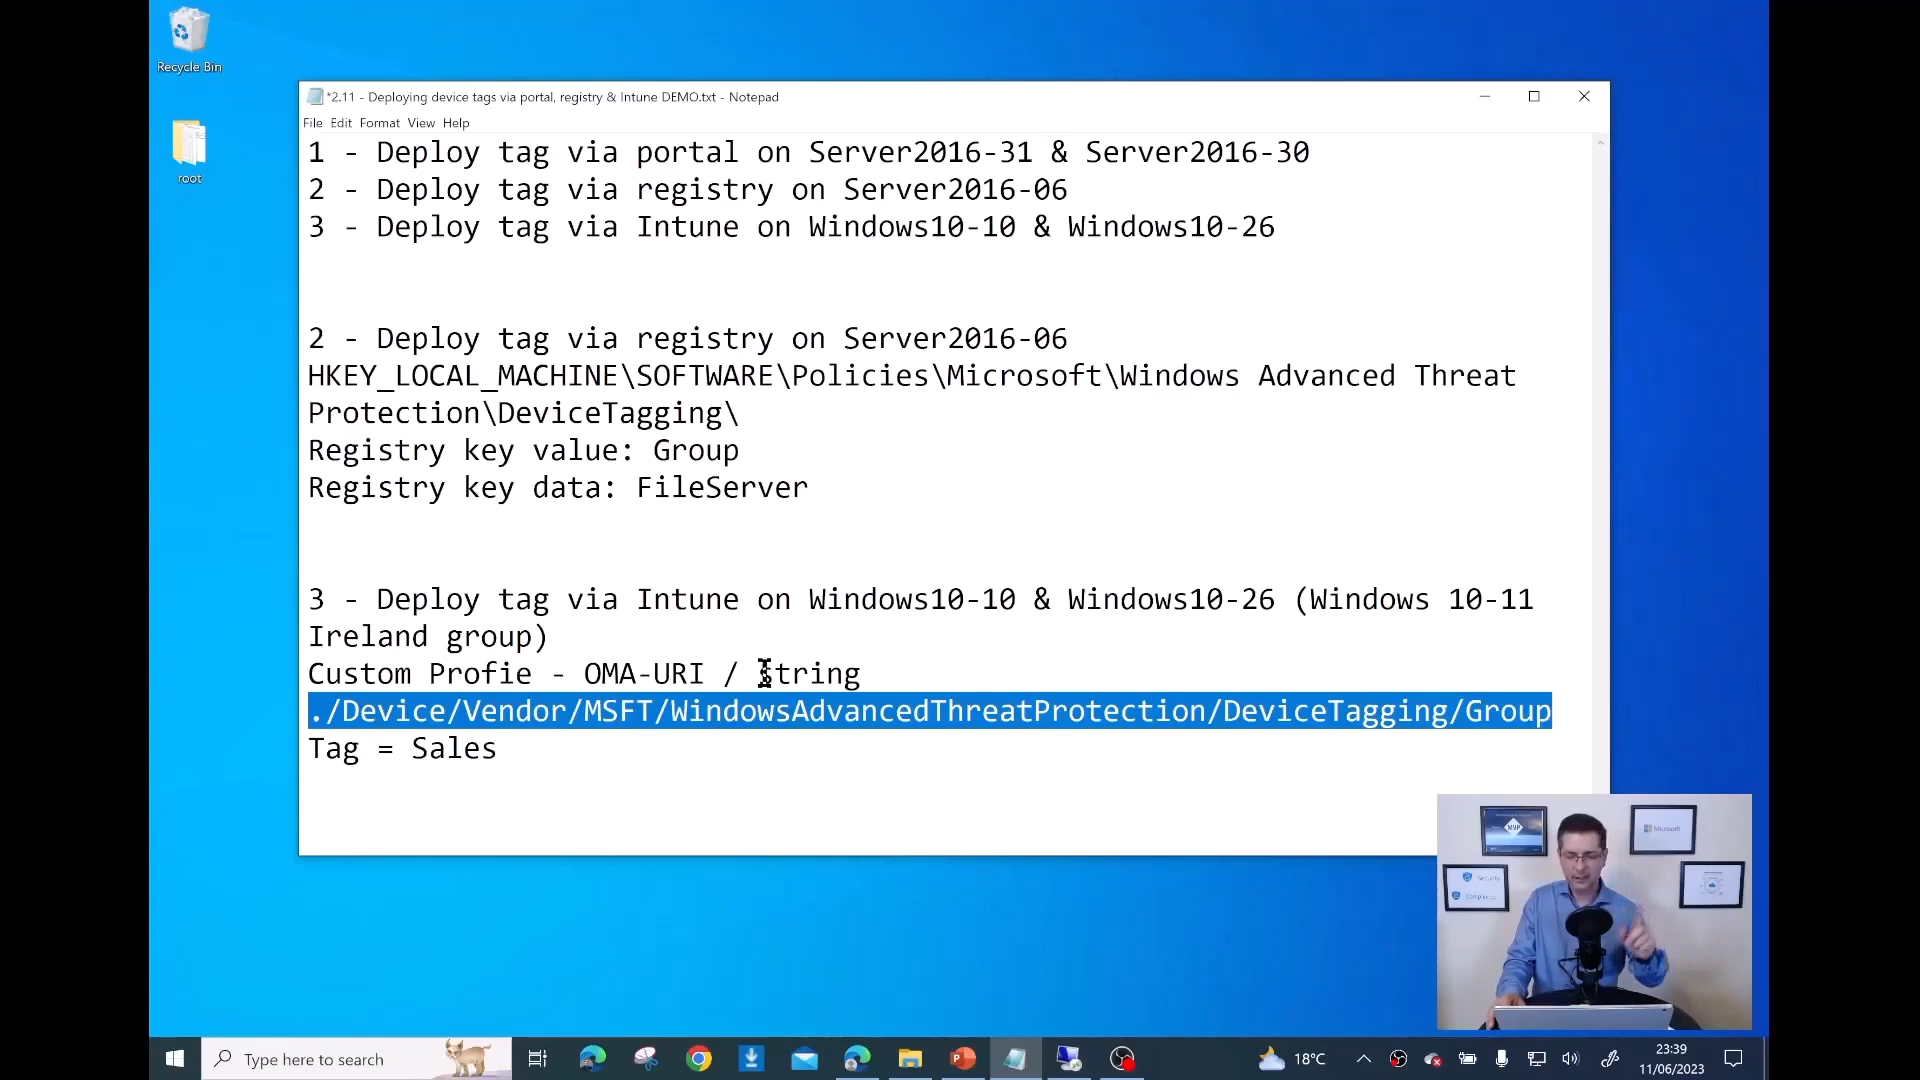 Recycle Bin
root
*2.11 - Deploying device tags via portal, registry & Intune DEMO.txt - Notepad
File Edit Format View Help
1 - Deploy tag via portal on Server2016-31 & Server2016-30
2 - Deploy tag via registry on Server2016-06
3 - Deploy tag via Intune on Windows10-10 & Windows10-26
2 - Deploy tag via registry on Server2016-06
HKEY_LOCAL_MACHINE\SOFTWARE\Policies\Microsoft\Windows Advanced Threat
Protection\DeviceTagging\
Registry key value: Group
Registry key data: FileServer
3 - Deploy tag via Intune on Windows10-10 & Windows10-26 (Windows 10-11
Ireland group)
Custom Profie - OMA-URI / String
./Device/Vendor/MSFT/WindowsAdvancedThreatProtection/DeviceTagging/Group
Tag = Sales
MVP
Microsoft
Security
Compliance
Type here to search
18°C
23:39
11/06/2023